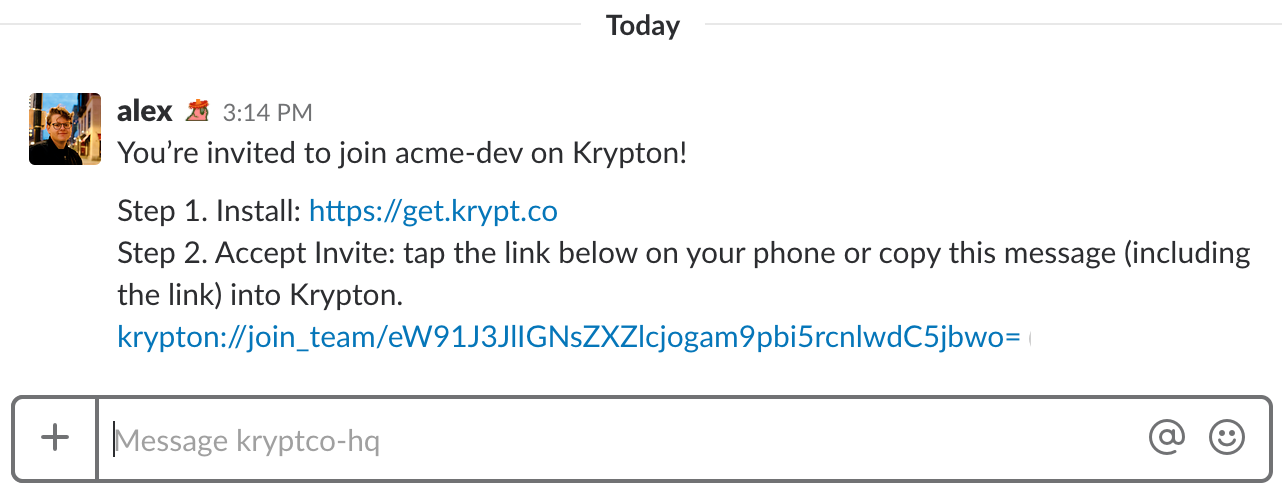 Today
alex 3:14 PM
You’re invited to join acme-dev on Krypton!
Step 1. Install: https://get.krypt.co
Step 2. Accept Invite: tap the link below on your phone or copy this message (including
the link) into Krypton.
krypton://join_team/eW91J3JlIGNsZXZlcjogam9pbi5rcnlwdC5jbwo=
Message kryptco-hq